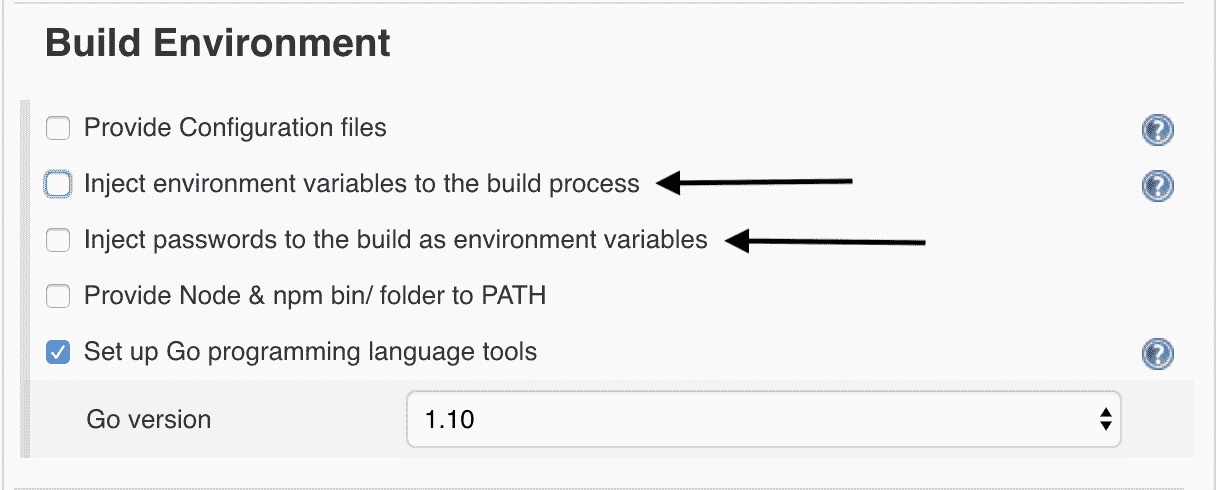 Build Environment
Provide Configuration files
?
Inject environment variables to the build process
?
Inject passwords to the build as environment variables
Provide Node & npm bin/ folder to PATH
Set up Go programming language tools
?
Go version
1.10